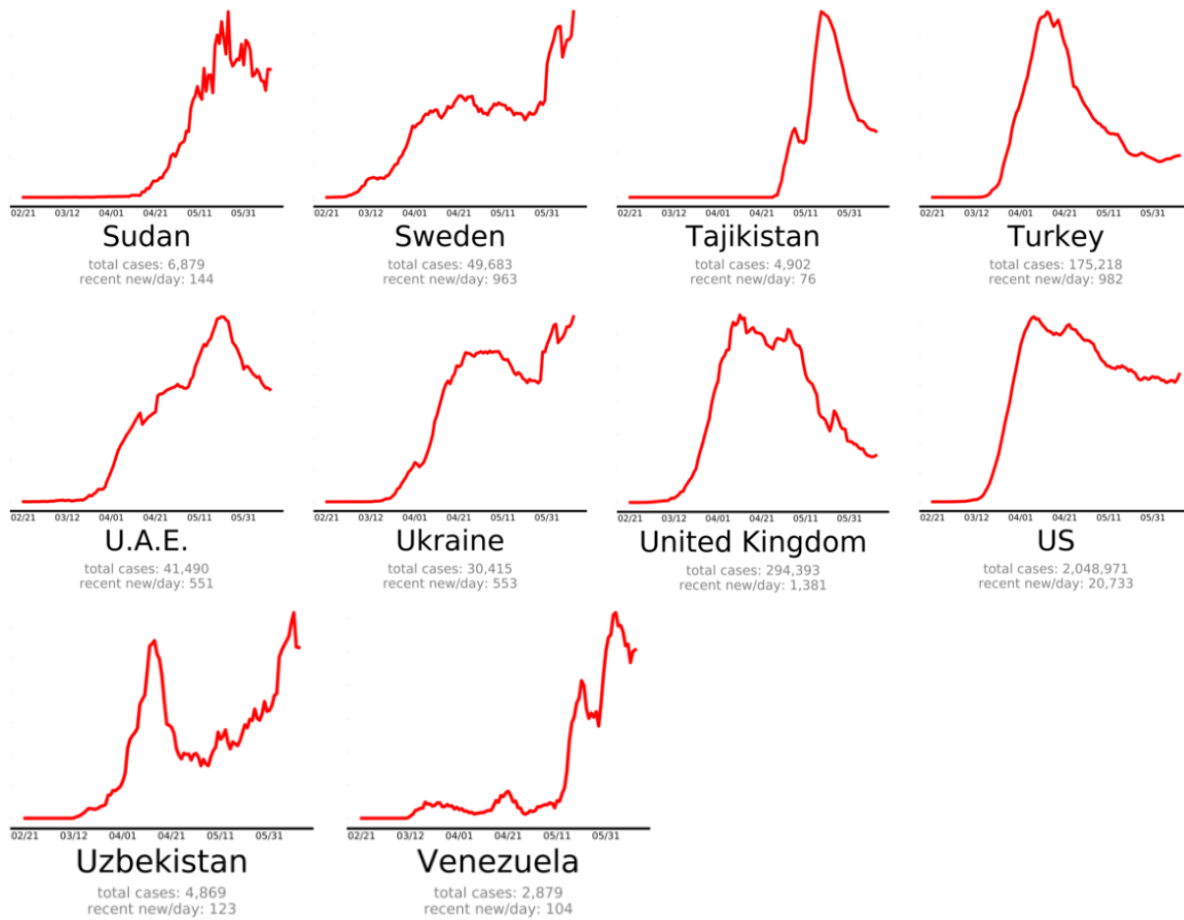 02/21 03/12 04/01 04/21 05/11 05/31
Sudan
total cases: 6,879
recent new/day: 144
02/21 03/12 04/01 04/21 05/11 05/31
Sweden
total cases: 49,683
recent new/day: 963
02/21 03/12 04/01 04/21 05/11 05/31
Tajikistan
total cases: 4,902
recent new/day: 76
02/21 03/12 04/01 04/21 05/11 05/31
Turkey
total cases: 175,218
recent new/day: 982
02/21 03/12 04/01 04/21 05/11 05/31
U.A.E.
total cases: 41,490
recent new/day: 551
02/21 03/12 04/01 04/21 05/11 05/31
Ukraine
total cases: 30,415
recent new/day: 553
02/21 03/12 04/01 04/21 05/11 05/31
United Kingdom
total cases: 294,393
recent new/day: 1,381
02/21 03/12 04/01 04/21 05/11 05/31
US
total cases: 2,048,971
recent new/day: 20,733
02/21 03/12 04/01 04/21 05/11 05/31
Uzbekistan
total cases: 4,869
recent new/day: 123
02/21 03/12 04/01 04/21 05/11 05/31
Venezuela
total cases: 2,879
recent new/day: 104